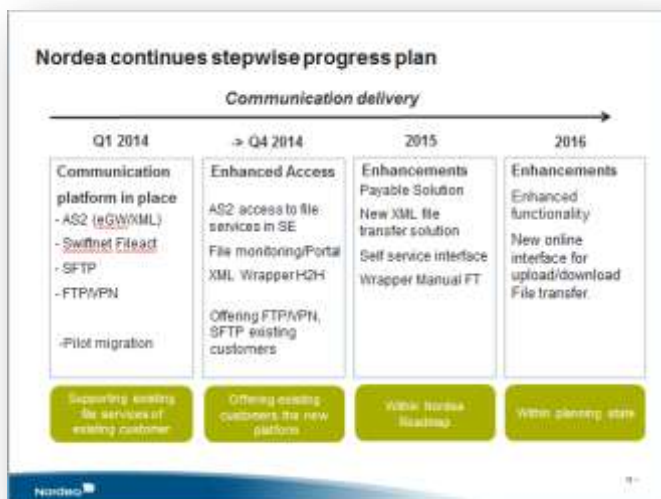 Nordea continues stepwise progress plan
Communication delivery
Q1 2014
-> Q4 2014
2015
2016
Communication
platform in place
- AS2 (eGW/XML)
- Swiftnet Fileact
- SFTP
- FTP/VPN
-Pilot migration
Enhanced Access
AS2 access to file
services in SE
File monitoring/Portal
XML Wrapper H2H
Offering FTP/VPN,
SFTP existing
customers
Enhancements
Payable Solution
New XML file
transfer solution
Self service interface
Wrapper Manual FT
Enhancements
Enhanced
functionality
New online
interface for
upload/download
File transfer.
Supporting existing
file services of
existing customer
Offering existing
customers the new
platform
Within Nordea
Roadmap
Within planning state
Nordea